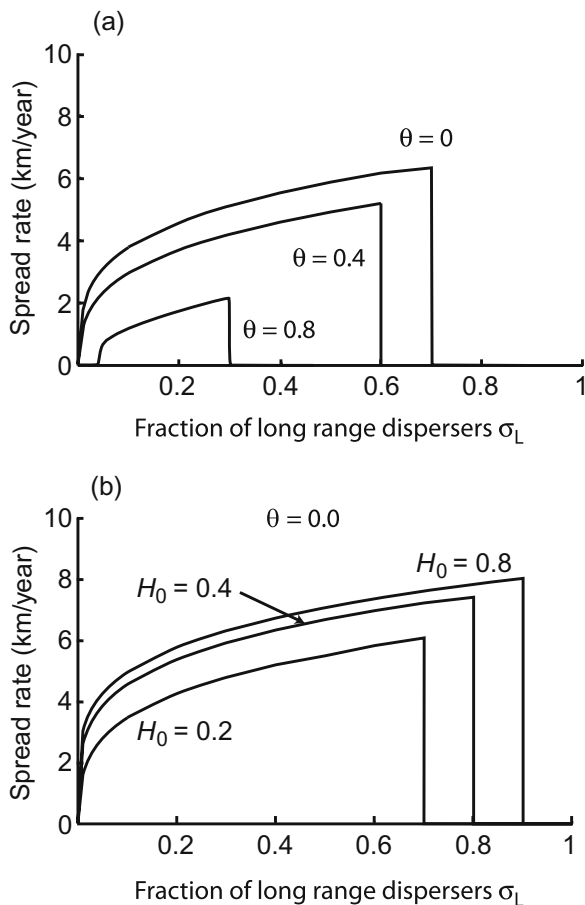 (a)
10
8
6
4
2
0
Spread rate (km/year)
θ = 0
θ = 0.4
θ = 0.8
0.2 0.4 0.6 0.8 1
Fraction of long range dispersers σL
(b)
10
8
6
4
2
0
Spread rate (km/year)
θ = 0.0
H0 = 0.8
H0 = 0.4
H0 = 0.2
0.2 0.4 0.6 0.8 1
Fraction of long range dispersers σL